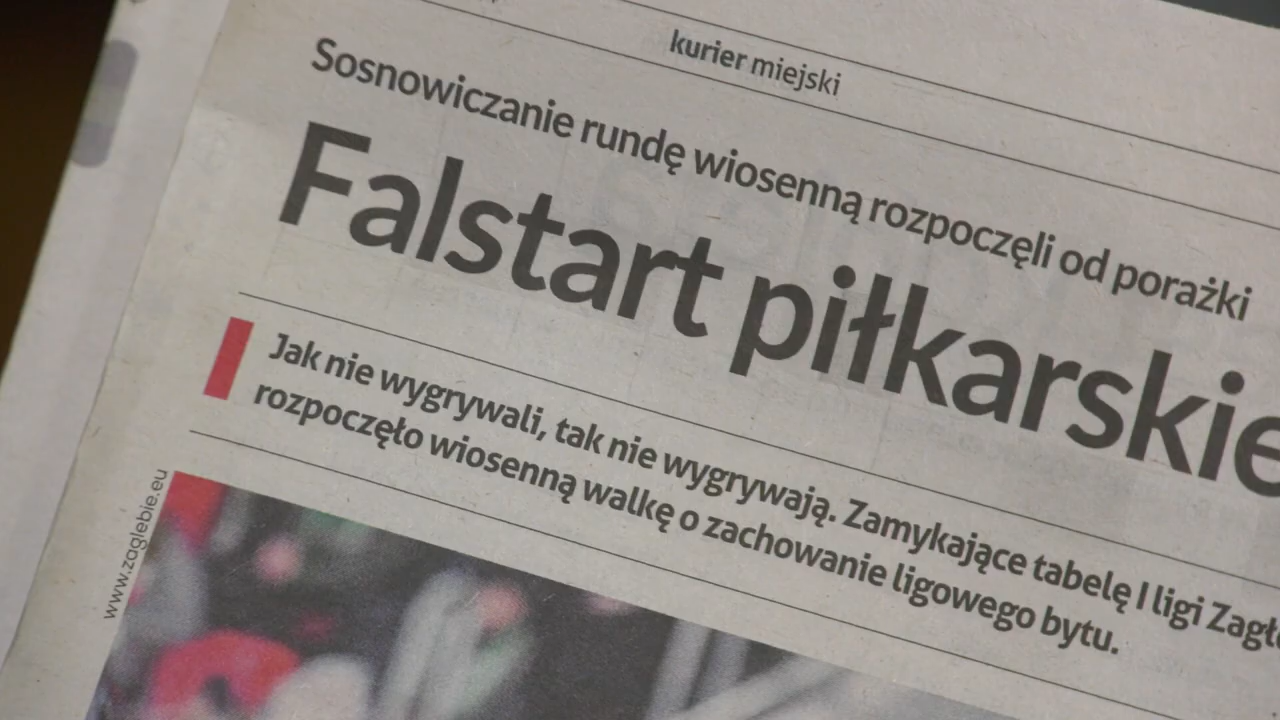 kurier miejski
Sosnowiczanie rundę wiosenną rozpoczęli od porażki
Falstart piłkarskie
Jak nie wygrywali, tak nie wygrywają. Zamykające tabelę I ligi
rozpoczęło wiosenną walkę o zachowanie ligowego bytu.
www.zaglebie.eu